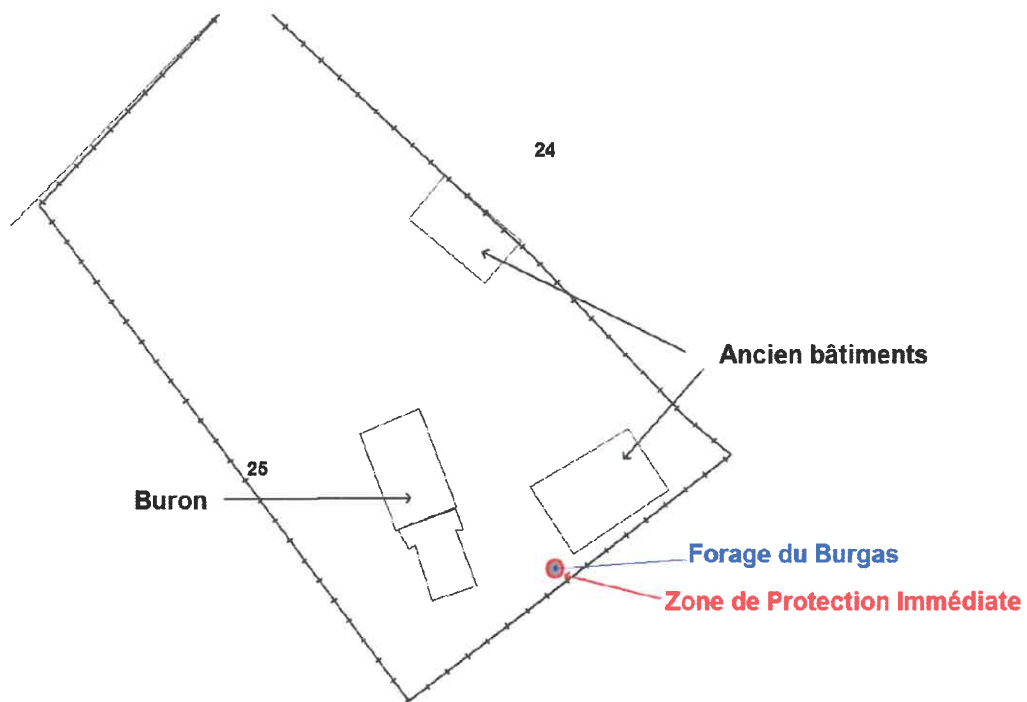 24
Ancien bâtiments
25
Buron
Forage du Burgas
Zone de Protection Immédiate